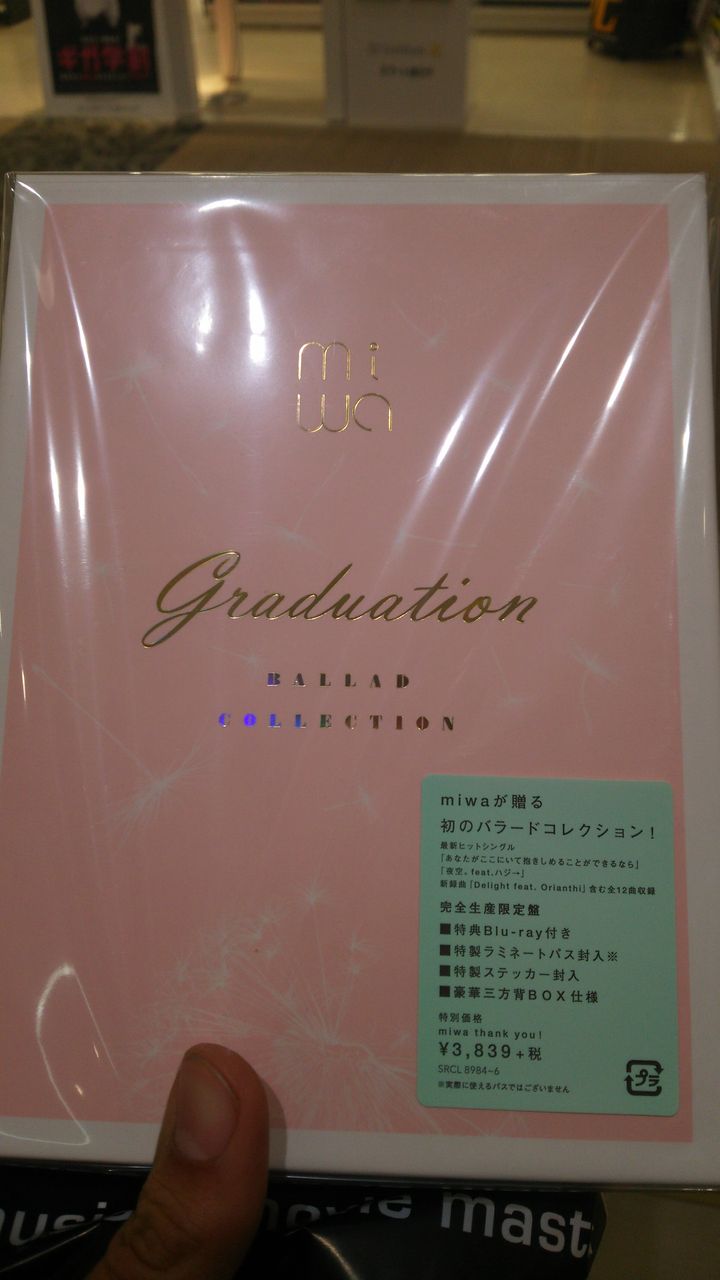 mi
wa
Graduation
BALLAD
COLLECTION
miwaが贈る
初のバラードコレクション！
最新ヒットシングル
「あなたがここにいて抱きしめることができるなら」
「夜空。feat.ハジ→」
新録曲「Delight feat. Orianthi」含む全12曲収録
完全生産限定盤
■特典Blu-ray付き
■特製ラミネートパス封入※
■特製ステッカー封入
■豪華三方背BOX仕様
特別価格
miwa thank you!
¥3,839+税
SRCL 8984~6
※実際に使えるパスではございません
プラ
music movie mast